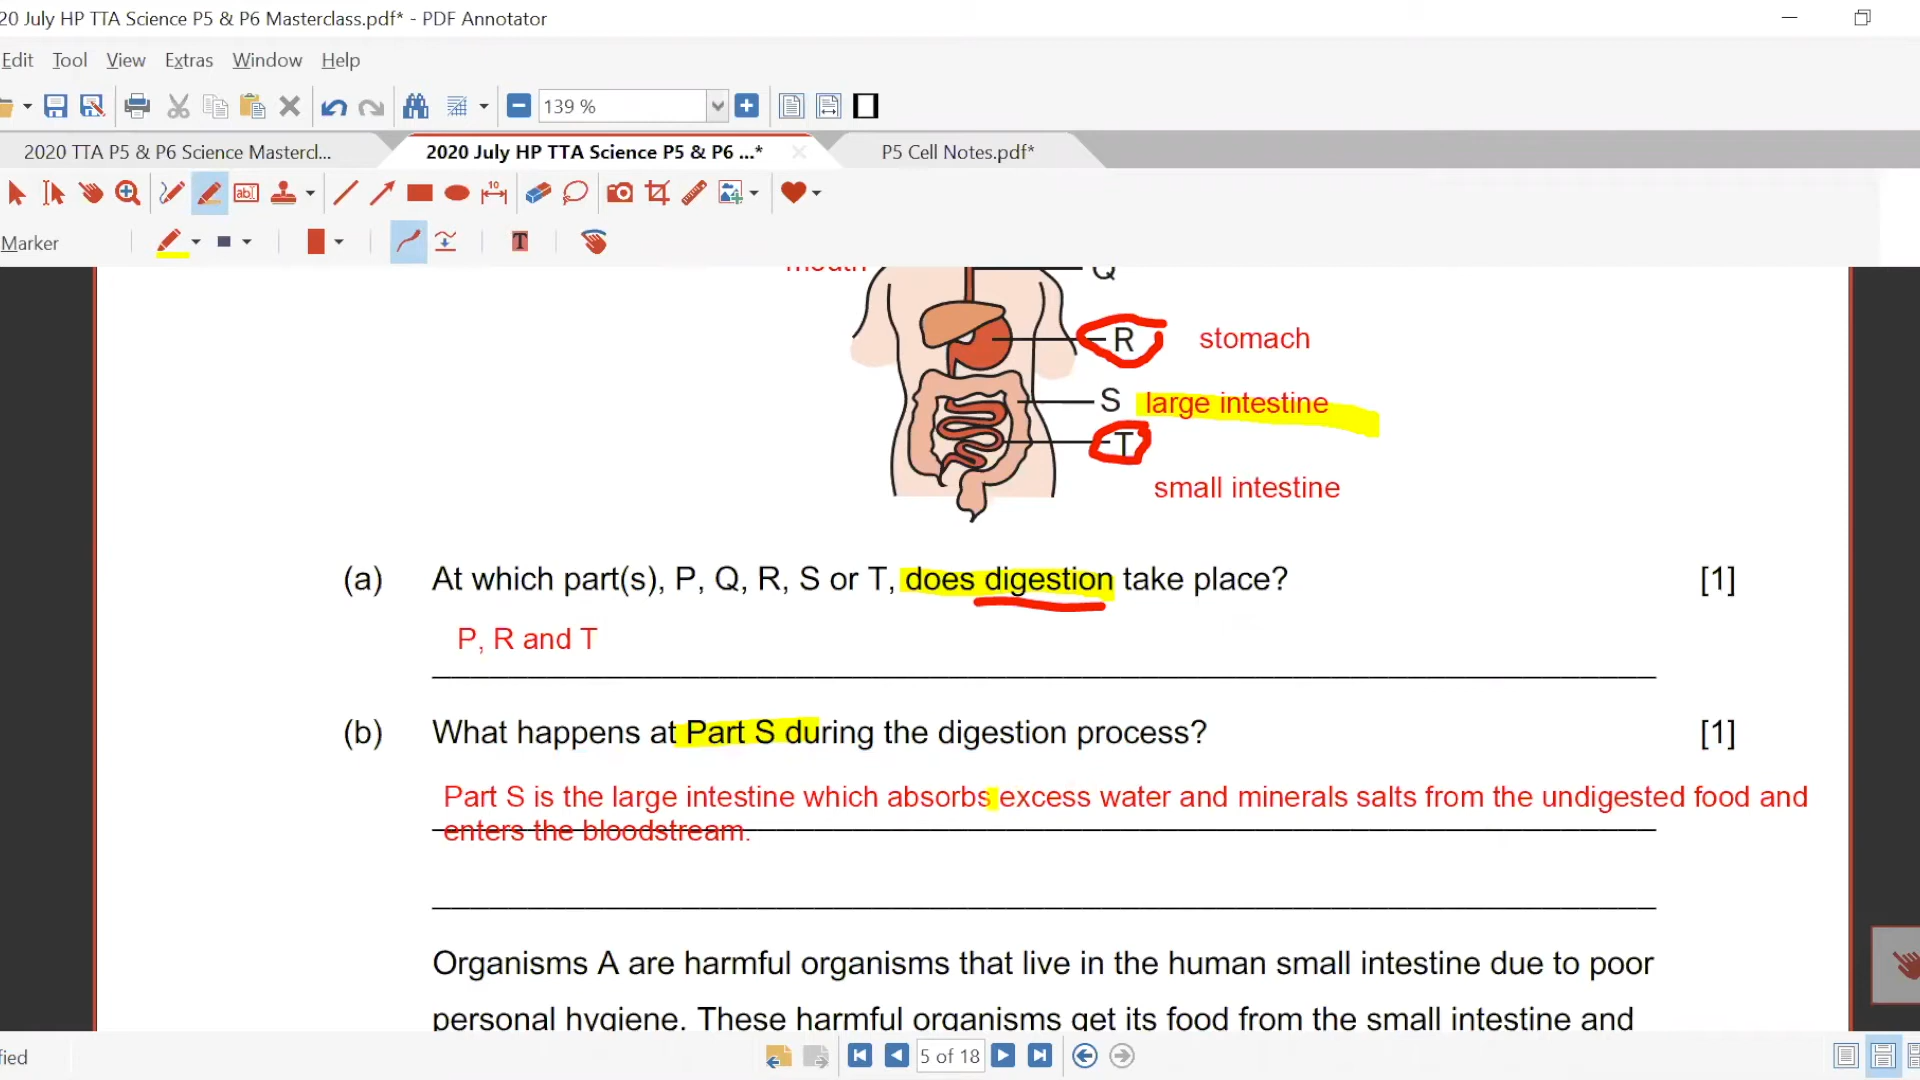 20 July HP TTA Science P5 & P6 Masterclass.pdf* - PDF Annotator
Edit Tool View Extras Window Help
139 %
2020 TTA P5 & P6 Science Mastercl... 2020 July HP TTA Science P5 & P6 ...* P5 Cell Notes.pdf*
Marker
mouth Q
R stomach
S large intestine
T
small intestine
(a) At which part(s), P, Q, R, S or T, does digestion take place? [1]
P, R and T
(b) What happens at Part S during the digestion process? [1]
Part S is the large intestine which absorbs excess water and minerals salts from the undigested food and
enters the bloodstream.
Organisms A are harmful organisms that live in the human small intestine due to poor
personal hygiene. These harmful organisms get its food from the small intestine and
fied 5 of 18